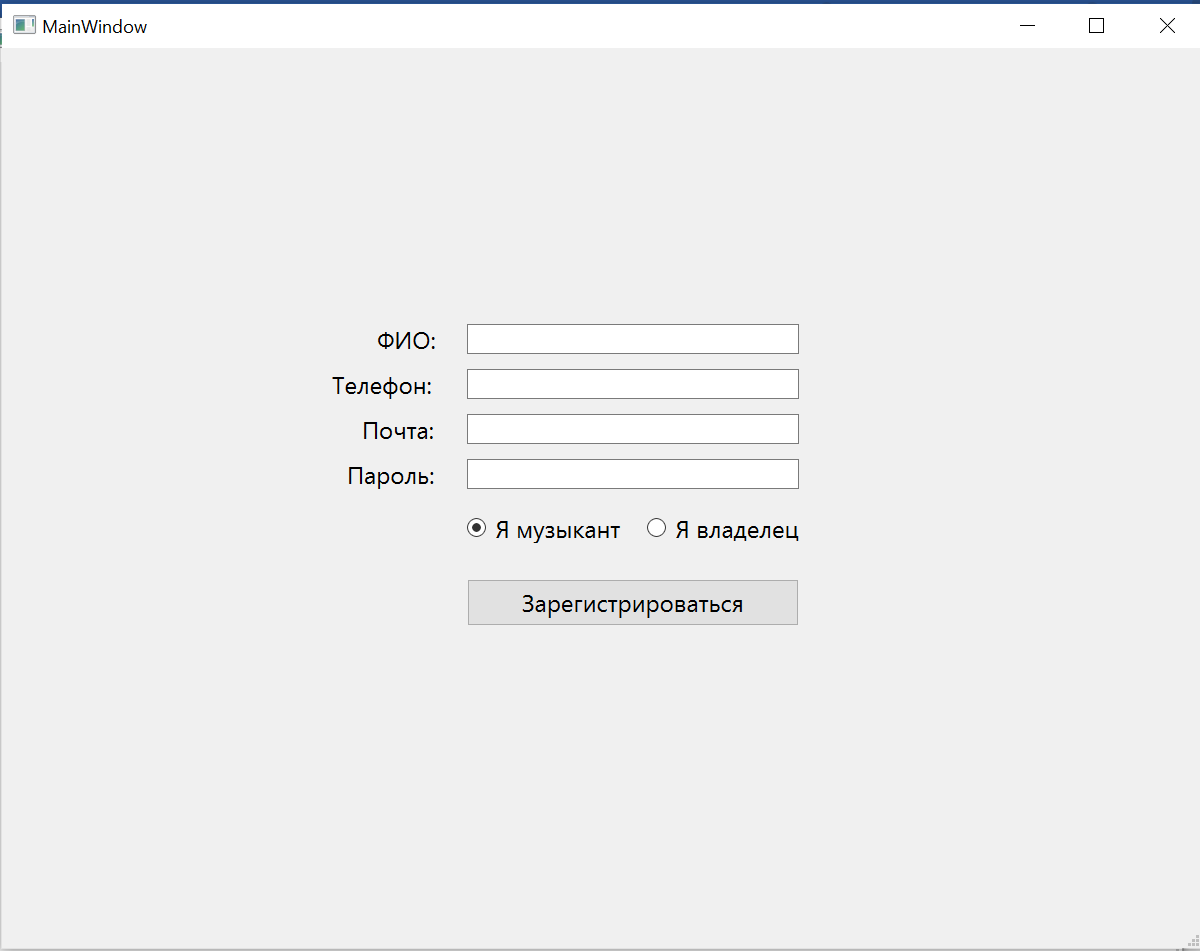 MainWindow
ФИО:
Телефон:
Почта:
Пароль:
Я музыкант Я владелец
Зарегистрироваться